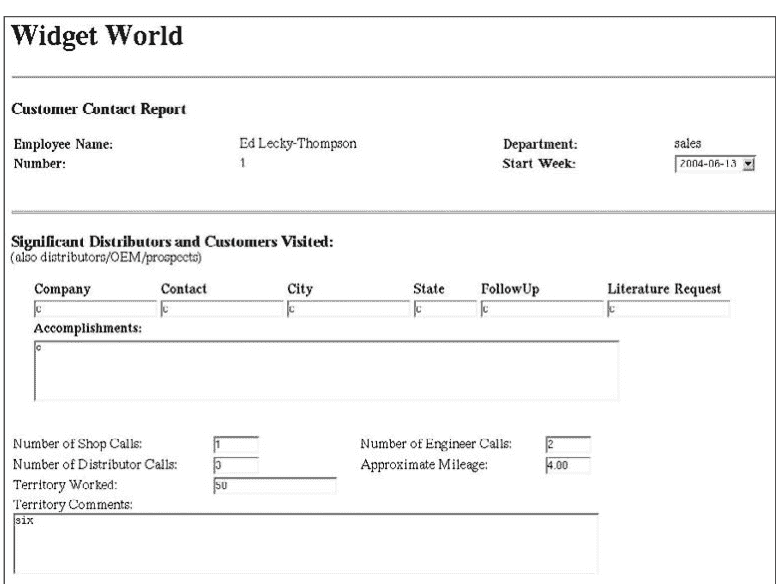 Widget World
Customer Contact Report
Employee Name: Ed Lecky-Thompson Department: sales
Number: 1 Start Week: 2004-06-13
Significant Distributors and Customers Visited:
(also distributors/OEM/prospects)
Company Contact City State FollowUp Literature Request
c c c c c c
Accomplishments:
c
Number of Shop Calls: 1 Number of Engineer Calls: 2
Number of Distributor Calls: 3 Approximate Mileage: 4.00
Territory Worked: 50
Territory Comments:
six